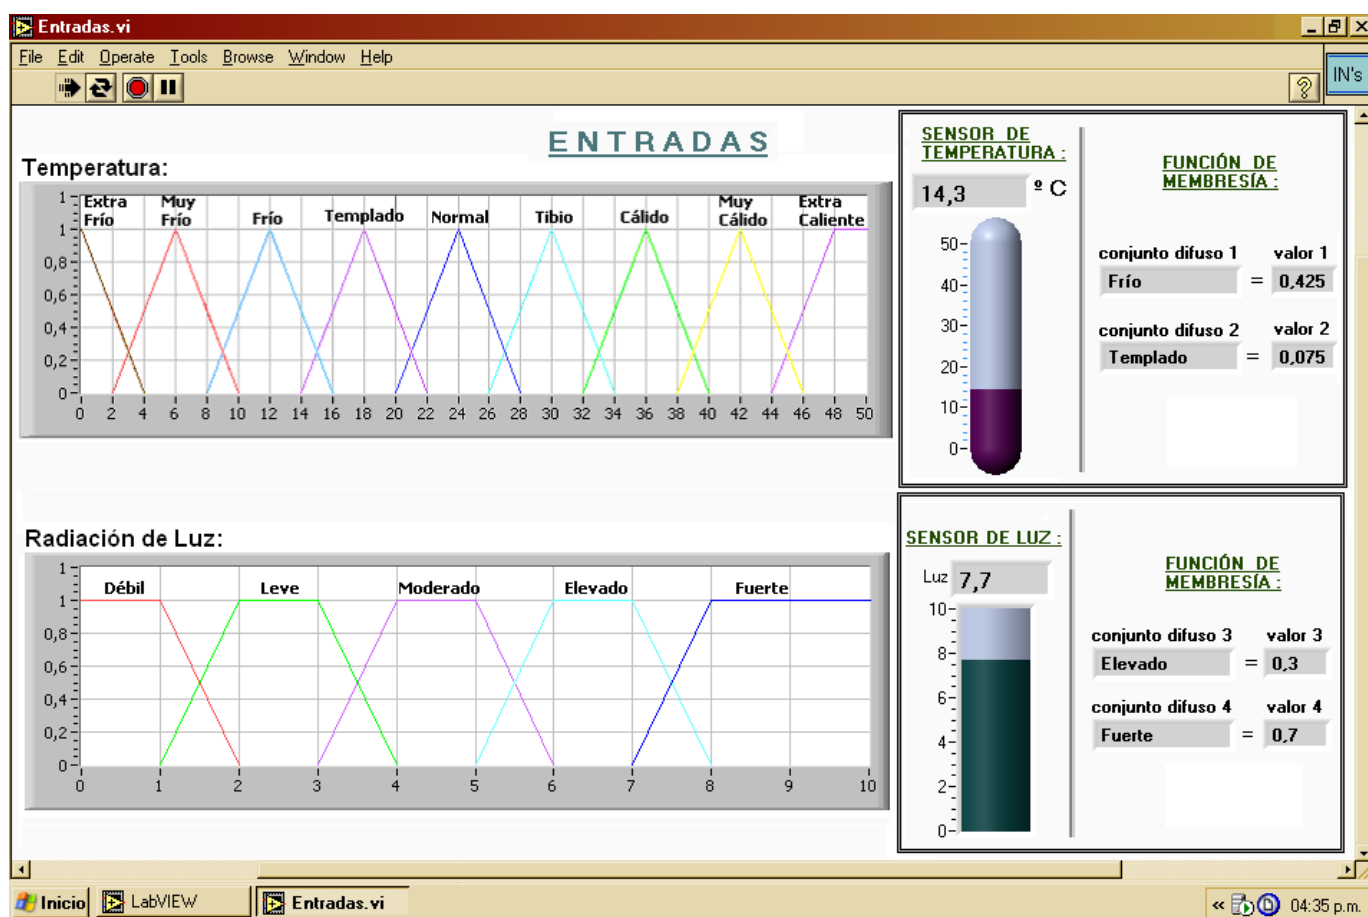 Entradas.vi
File Edit Operate Tools Browse Window Help
IN's
ENTRADAS
Temperatura:
Extra Frío
Muy Frío
Frío
Templado
Normal
Tibio
Cálido
Muy Cálido
Extra Caliente
1
1
0,8
0,6
0,4
0,2
0
0 2 4 6 8 10 12 14 16 18 20 22 24 26 28 30 32 34 36 38 40 42 44 46 48 50
SENSOR DE
TEMPERATURA :
14,3 º C
50
40
30
20
10
0
FUNCIÓN DE
MEMBRESÍA :
conjunto difuso 1 valor 1
Frío = 0,425
conjunto difuso 2 valor 2
Templado = 0,075
Radiación de Luz:
Débil Leve Moderado Elevado Fuerte
1
1
0,8
0,6
0,4
0,2
0
0 1 2 3 4 5 6 7 8 9 10
SENSOR DE LUZ :
Luz 7,7
10
8
6
4
2
0
FUNCIÓN DE
MEMBRESÍA :
conjunto difuso 3 valor 3
Elevado = 0,3
conjunto difuso 4 valor 4
Fuerte = 0,7
Inicio LabVIEW Entradas.vi « 04:35 p.m.